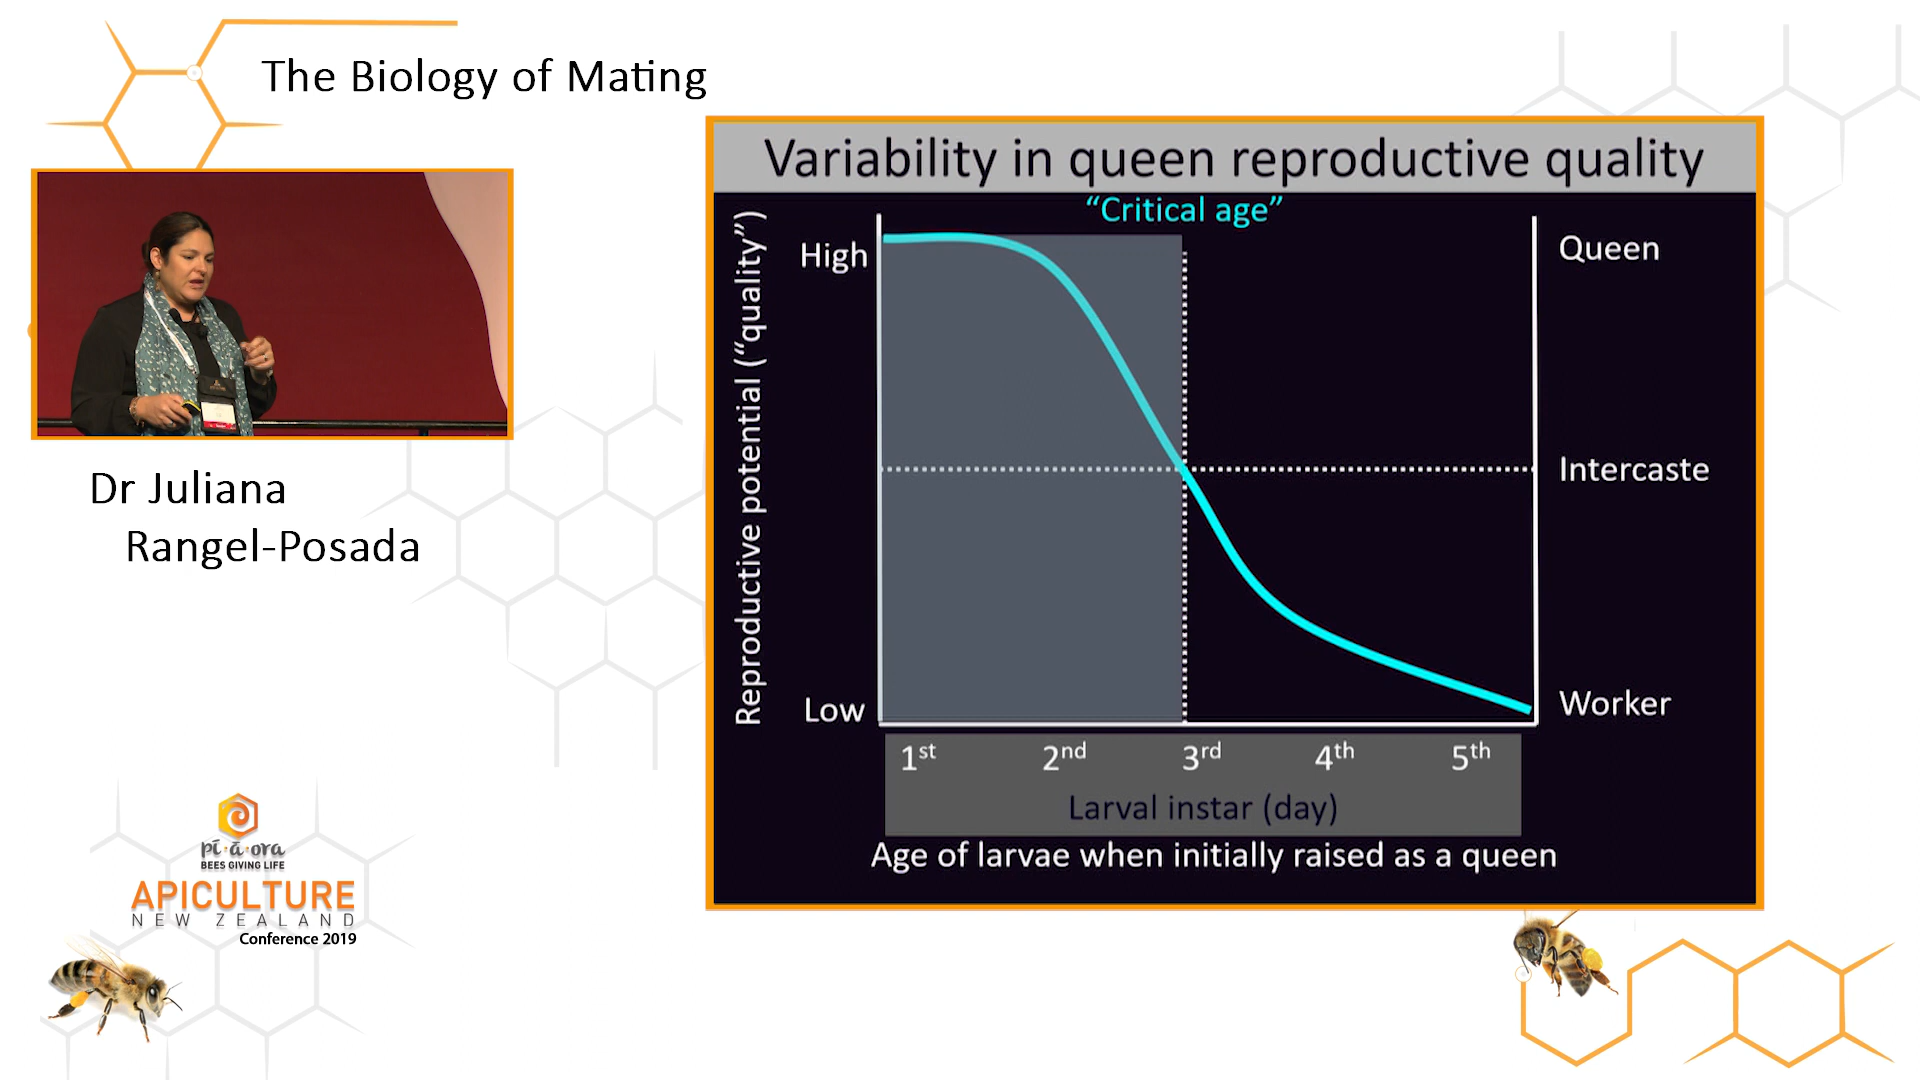 The Biology of Mating
Variability in queen reproductive quality
“Critical age”
Reproductive potential (“quality”)
High
Low
Queen
Intercaste
Worker
1st 2nd 3rd 4th 5th
Larval instar (day)
Age of larvae when initially raised as a queen
Dr Juliana
Rangel-Posada
pī·ā·ora
BEES GIVING LIFE
APICULTURE
NEW ZEALAND
Conference 2019